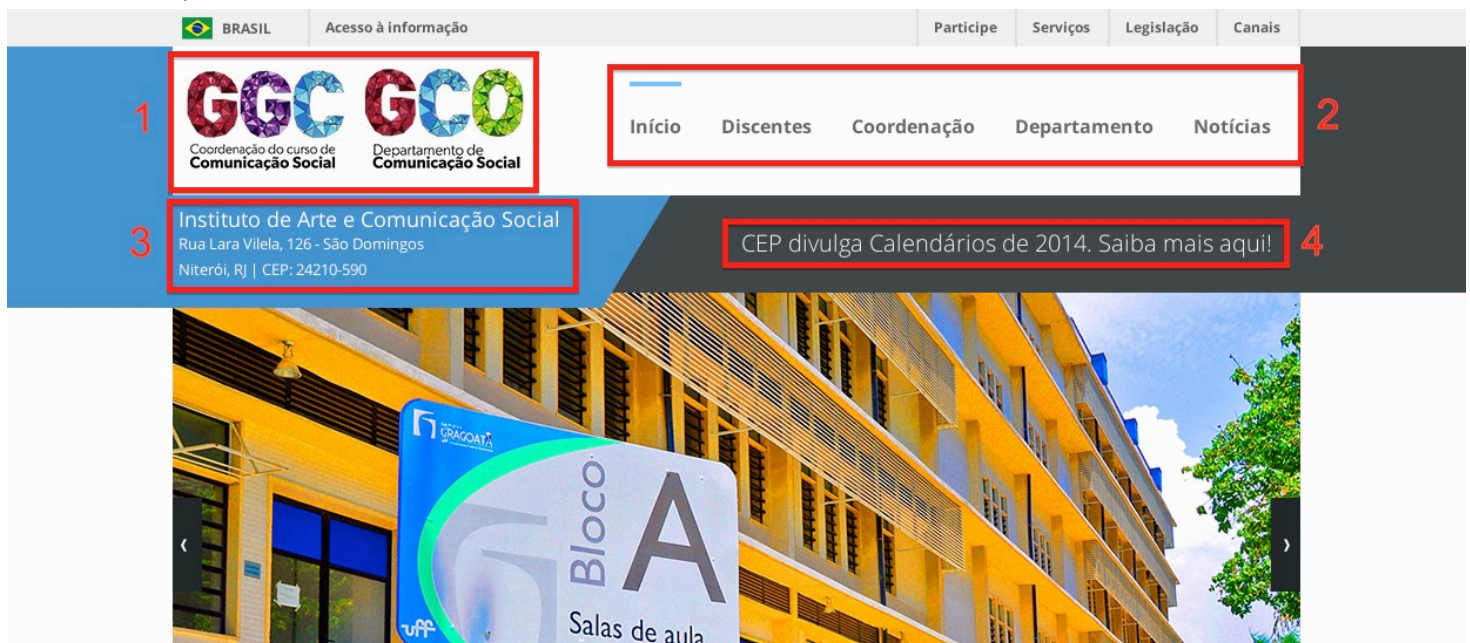 BRASIL Acesso à informação Participe Serviços Legislação Canais
1
GGC GCO
Coordenação do curso de
Comunicação Social
Departamento de
Comunicação Social
Início Discentes Coordenação Departamento Notícias
2
3
Instituto de Arte e Comunicação Social
Rua Lara Vilela, 126 - São Domingos
Niterói, RJ | CEP: 24210-590
CEP divulga Calendários de 2014. Saiba mais aqui!
4
GRAGOATÁ
Bloco
A
Salas de aula
uff